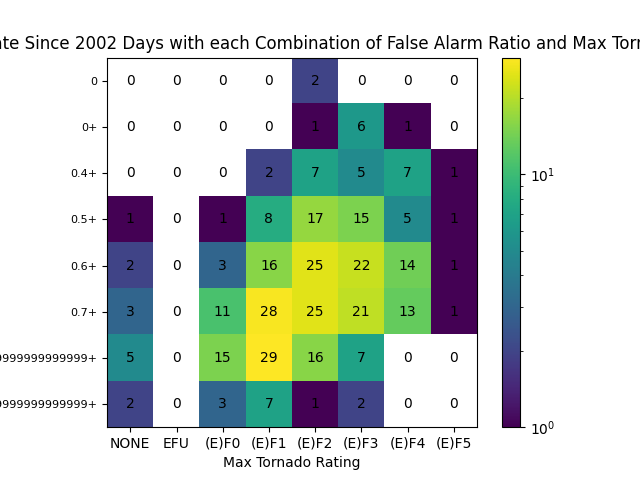 Since 2002 Days with each Combination of False Alarm Ratio and Max
0 0 0 0 0 2 0 0 0
0+ 0 0 0 0 1 6 1 0
0.4+ 0 0 0 2 7 5 7 1
0.5+ 1 0 1 8 17 15 5 1
0.6+ 2 0 3 16 25 22 14 1
0.7+ 3 0 11 28 25 21 13 1
9999999999999+ 5 0 15 29 16 7 0 0
9999999999999+ 2 0 3 7 1 2 0 0
NONE EFU (E)F0 (E)F1 (E)F2 (E)F3 (E)F4 (E)F5
Max Tornado Rating
10¹
10⁰